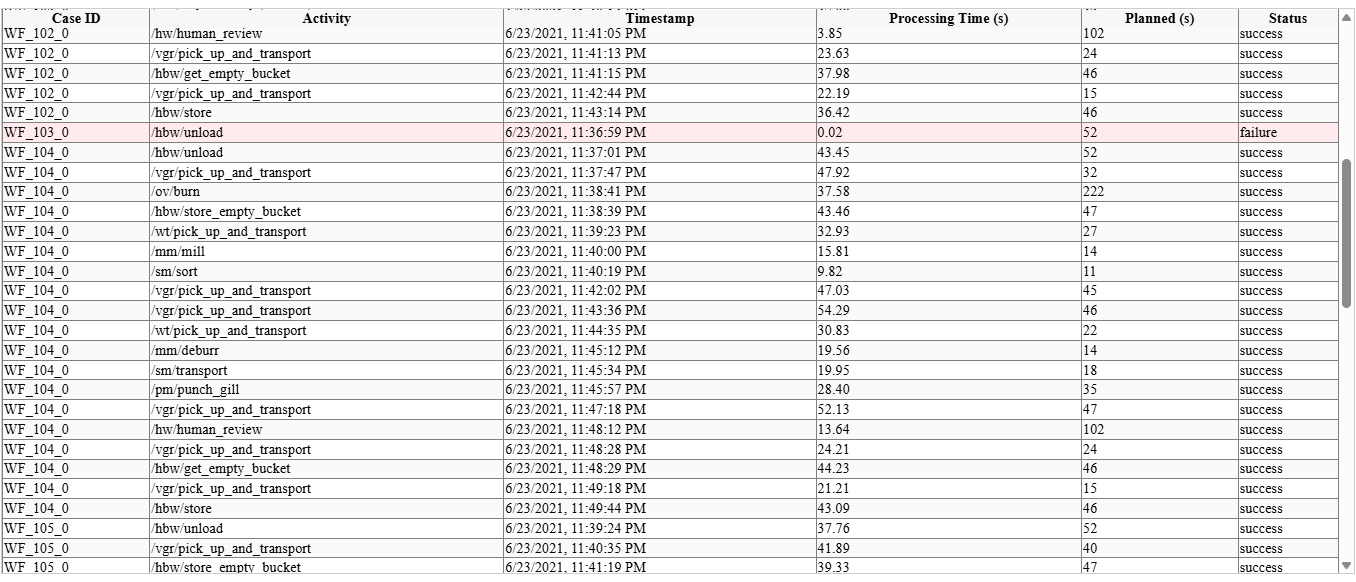 Case ID Activity Timestamp Processing Time (s) Planned (s) Status
WF_102_0 /hw/human_review 6/23/2021, 11:41:05 PM 3.85 102 success
WF_102_0 /vgr/pick_up_and_transport 6/23/2021, 11:41:13 PM 23.63 24 success
WF_102_0 /hbw/get_empty_bucket 6/23/2021, 11:41:15 PM 37.98 46 success
WF_102_0 /vgr/pick_up_and_transport 6/23/2021, 11:42:44 PM 22.19 15 success
WF_102_0 /hbw/store 6/23/2021, 11:43:14 PM 36.42 46 success
WF_103_0 /hbw/unload 6/23/2021, 11:36:59 PM 0.02 52 failure
WF_104_0 /hbw/unload 6/23/2021, 11:37:01 PM 43.45 52 success
WF_104_0 /vgr/pick_up_and_transport 6/23/2021, 11:37:47 PM 47.92 32 success
WF_104_0 /ov/burn 6/23/2021, 11:38:41 PM 37.58 222 success
WF_104_0 /hbw/store_empty_bucket 6/23/2021, 11:38:39 PM 43.46 47 success
WF_104_0 /wt/pick_up_and_transport 6/23/2021, 11:39:23 PM 32.93 27 success
WF_104_0 /mm/mill 6/23/2021, 11:40:00 PM 15.81 14 success
WF_104_0 /sm/sort 6/23/2021, 11:40:19 PM 9.82 11 success
WF_104_0 /vgr/pick_up_and_transport 6/23/2021, 11:42:02 PM 47.03 45 success
WF_104_0 /vgr/pick_up_and_transport 6/23/2021, 11:43:36 PM 54.29 46 success
WF_104_0 /wt/pick_up_and_transport 6/23/2021, 11:44:35 PM 30.83 22 success
WF_104_0 /mm/deburr 6/23/2021, 11:45:12 PM 19.56 14 success
WF_104_0 /sm/transport 6/23/2021, 11:45:34 PM 19.95 18 success
WF_104_0 /pm/punch_gill 6/23/2021, 11:45:57 PM 28.40 35 success
WF_104_0 /vgr/pick_up_and_transport 6/23/2021, 11:47:18 PM 52.13 47 success
WF_104_0 /hw/human_review 6/23/2021, 11:48:12 PM 13.64 102 success
WF_104_0 /vgr/pick_up_and_transport 6/23/2021, 11:48:28 PM 24.21 24 success
WF_104_0 /hbw/get_empty_bucket 6/23/2021, 11:48:29 PM 44.23 46 success
WF_104_0 /vgr/pick_up_and_transport 6/23/2021, 11:49:18 PM 21.21 15 success
WF_104_0 /hbw/store 6/23/2021, 11:49:44 PM 43.09 46 success
WF_105_0 /hbw/unload 6/23/2021, 11:39:24 PM 37.76 52 success
WF_105_0 /vgr/pick_up_and_transport 6/23/2021, 11:40:35 PM 41.89 40 success
WF_105_0 /hbw/store_empty_bucket 6/23/2021, 11:41:19 PM 39.33 47 success